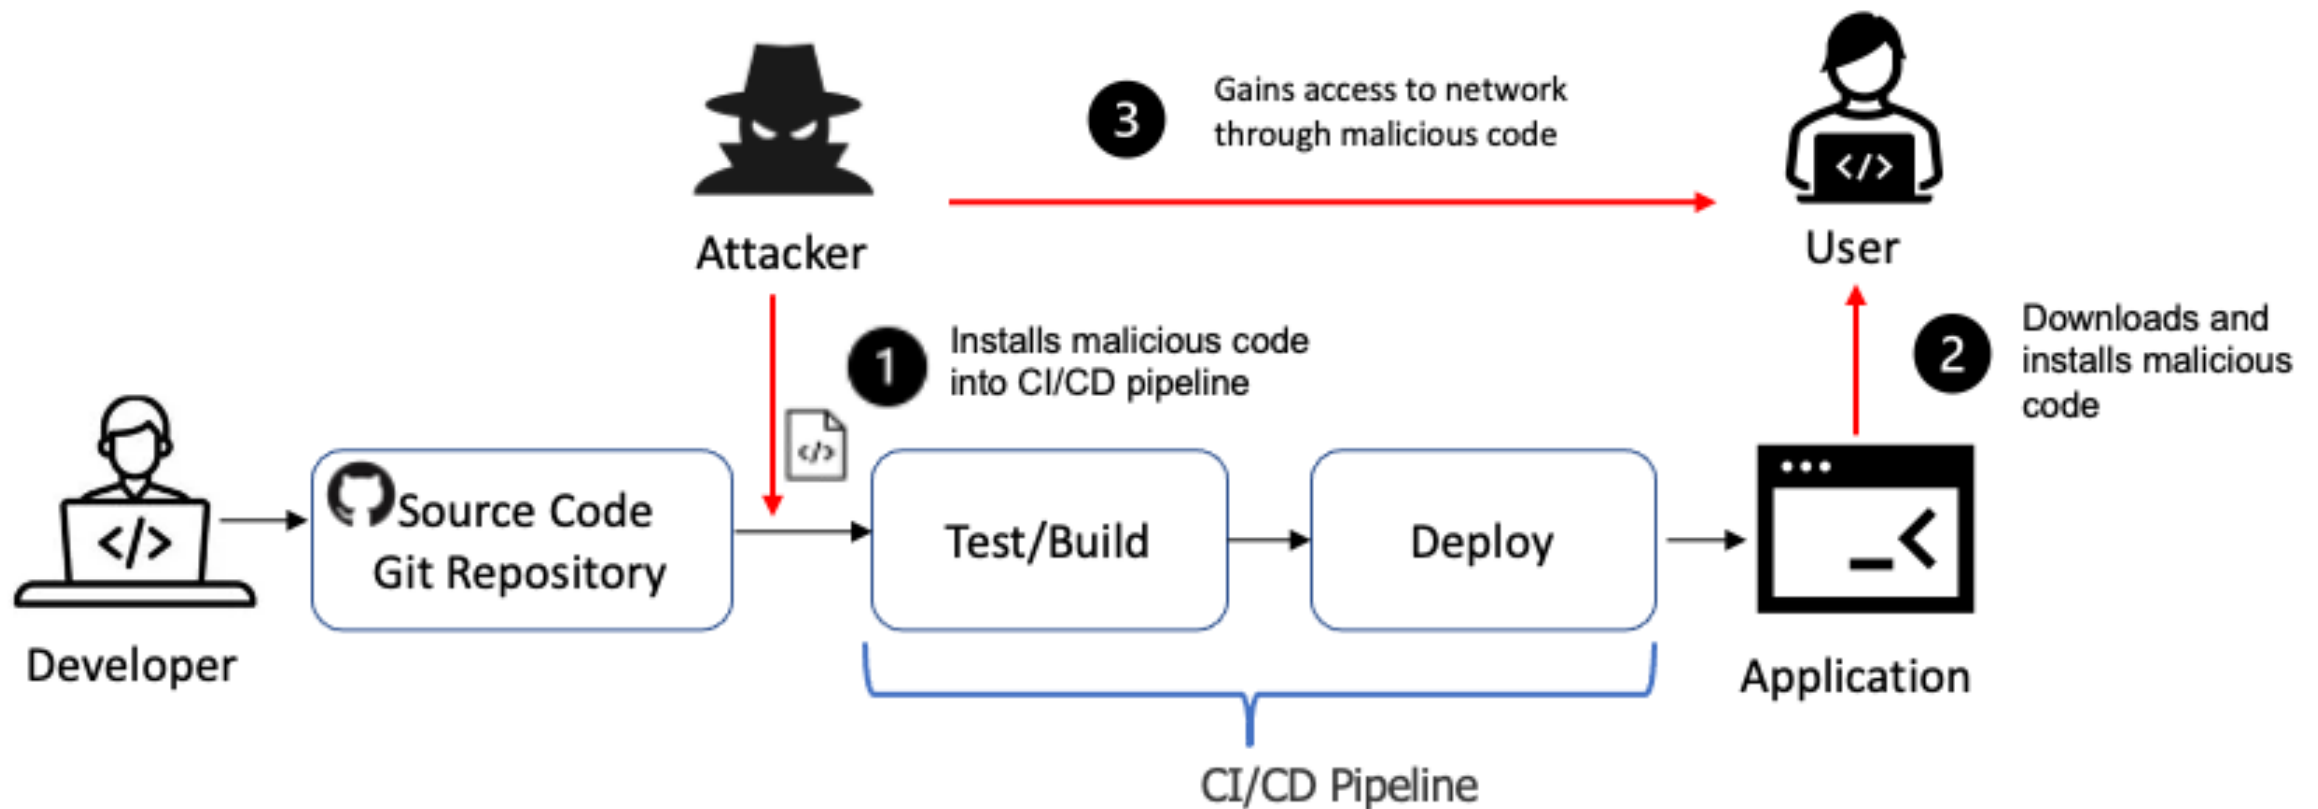 3
Gains access to network
through malicious code
</>
Attacker
User
1
Installs malicious code
into CI/CD pipeline
2
Downloads and
installs malicious
code
</>
</>
Source Code
Git Repository
Test/Build
Deploy
_<
Developer
Application
CI/CD Pipeline